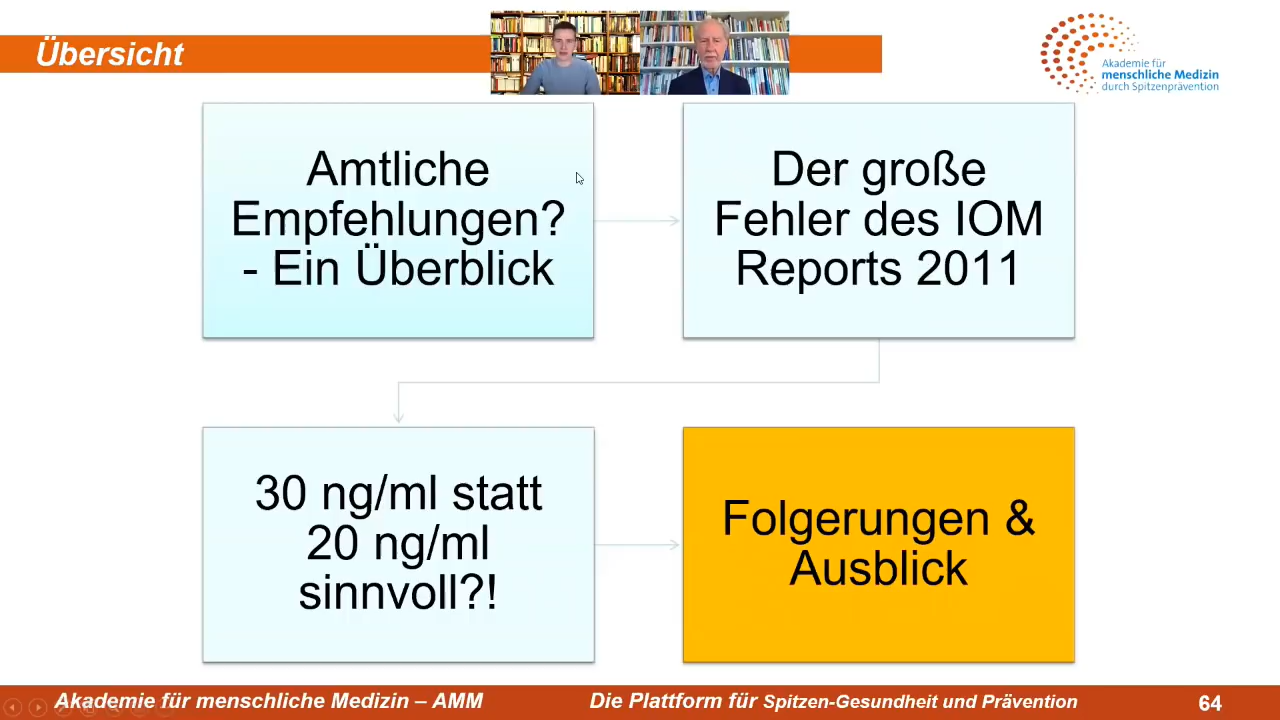 Übersicht
Akademie für
menschliche Medizin
durch Spitzenprävention
Amtliche
Empfehlungen?
- Ein Überblick
Der große
Fehler des IOM
Reports 2011
30 ng/ml statt
20 ng/ml
sinnvoll?!
Folgerungen &
Ausblick
Akademie für menschliche Medizin – AMM
Die Plattform für Spitzen-Gesundheit und Prävention
64